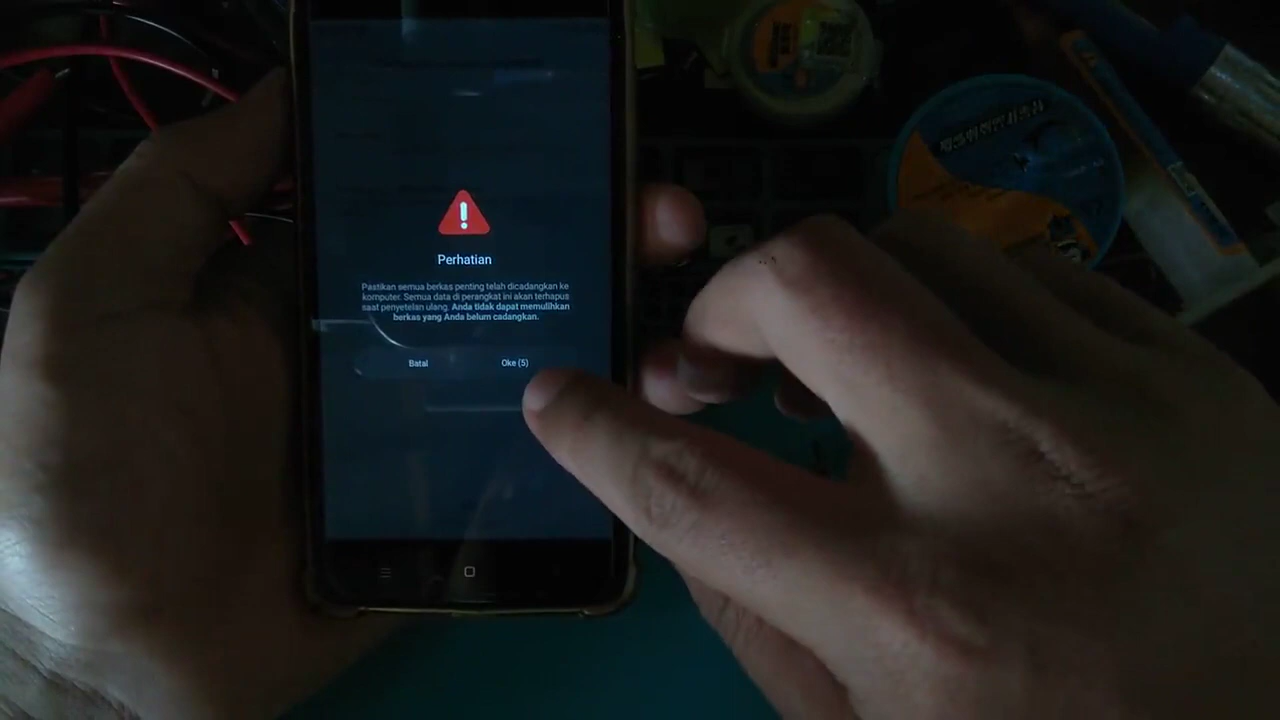 Perhatian
Pastikan semua berkas penting telah dicadangkan ke
komputer. Semua data di perangkat ini akan terhapus
saat penyetelan ulang. Anda tidak dapat memulihkan
berkas yang Anda belum cadangkan.
Batal Oke (5)